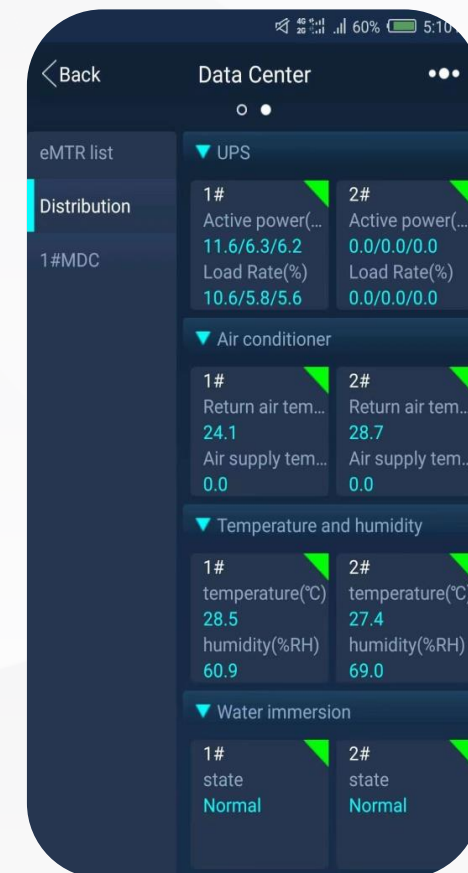 60% 5:10
Back Data Center
eMTR list
Distribution
1#MDC
UPS
1# 2#
Active power(... Active power(...
11.6/6.3/6.2 0.0/0.0/0.0
Load Rate(%) Load Rate(%)
10.6/5.8/5.6 0.0/0.0/0.0
Air conditioner
1# 2#
Return air tem... Return air tem...
24.1 28.7
Air supply tem... Air supply tem...
0.0 0.0
Temperature and humidity
1# 2#
temperature(℃) temperature(℃)
28.5 27.4
humidity(%RH) humidity(%RH)
60.9 69.0
Water immersion
1# 2#
state state
Normal Normal